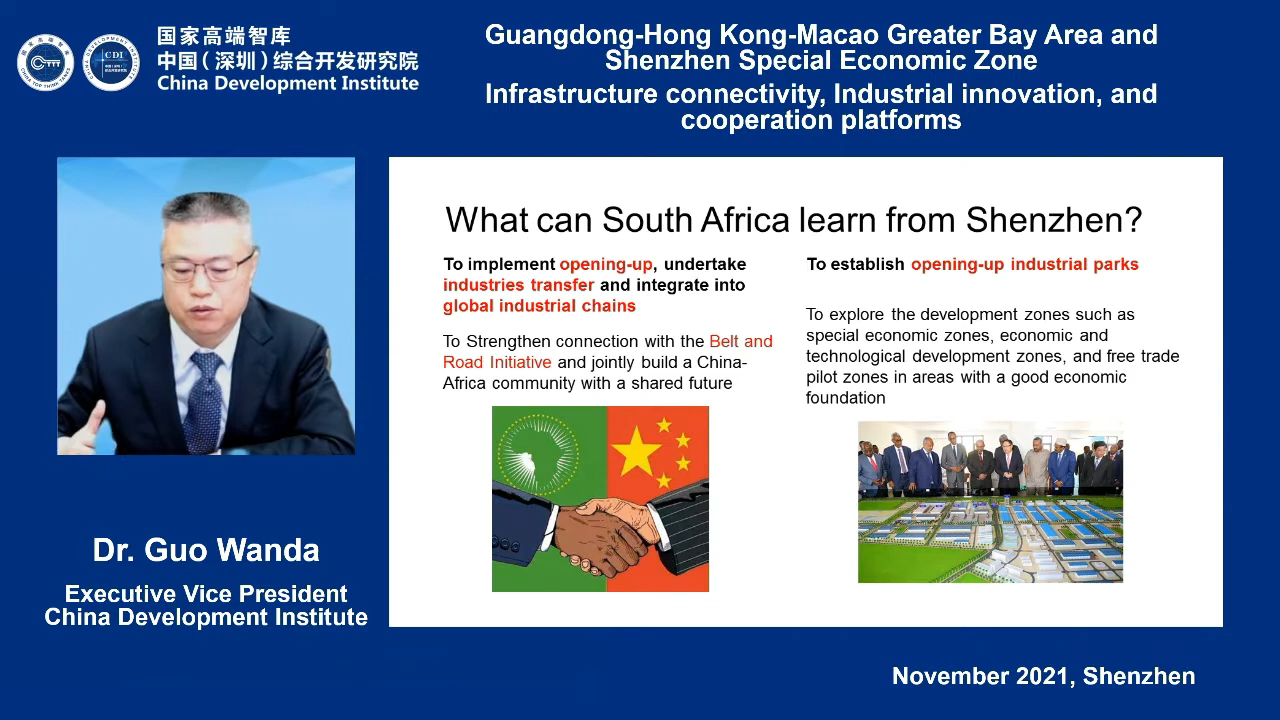 国家高端智库
中国（深圳）综合开发研究院
China Development Institute
CDI
Guangdong-Hong Kong-Macao Greater Bay Area and
Shenzhen Special Economic Zone
Infrastructure connectivity, Industrial innovation, and
cooperation platforms
What can South Africa learn from Shenzhen?
To implement opening-up, undertake
industries transfer and integrate into
global industrial chains
To Strengthen connection with the Belt and
Road Initiative and jointly build a China-
Africa community with a shared future
To establish opening-up industrial parks
To explore the development zones such as
special economic zones, economic and
technological development zones, and free trade
pilot zones in areas with a good economic
foundation
Dr. Guo Wanda
Executive Vice President
China Development Institute
November 2021, Shenzhen